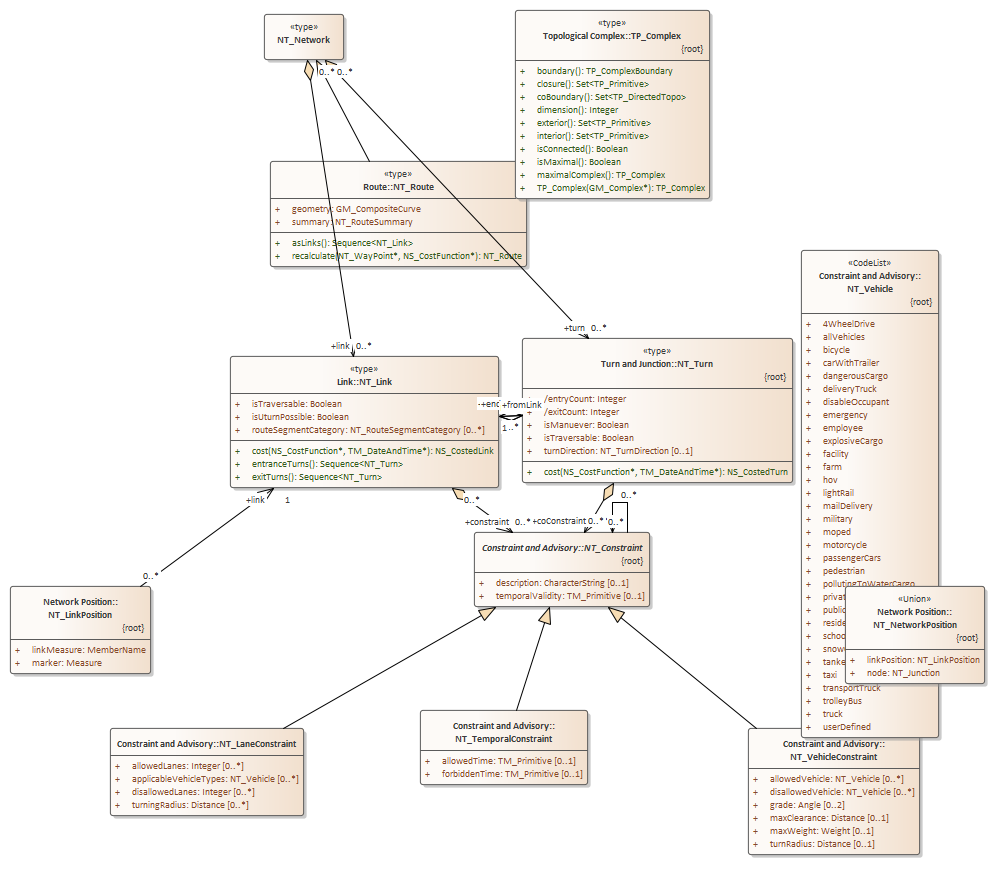 «type»
NT_Network
0..*
0..*
«type»
Topological Complex::TP_Complex
{root}
+ boundary(): TP_ComplexBoundary
+ closure(): Set<TP_Primitive>
+ coBoundary(): Set<TP_DirectedTopo>
+ dimension(): Integer
+ exterior(): Set<TP_Primitive>
+ interior(): Set<TP_Primitive>
+ isConnected(): Boolean
+ isMaximal(): Boolean
+ maximalComplex(): TP_Complex
+ TP_Complex(GM_Complex*): TP_Complex
«type»
Route::NT_Route
+ geometry: GM_CompositeCurve
+ summary: NT_RouteSummary
+ asLinks(): Sequence<NT_Link>
+ recalculate(NT_WayPoint*, NS_CostFunction*): NT_Route
+link 0..*
+turn 0..*
«type»
Link::NT_Link
+ isTraversable: Boolean
+ isUturnPossible: Boolean
+ routeSegmentCategory: NT_RouteSegmentCategory [0..*]
+ cost(NS_CostFunction*, TM_DateAndTime*): NS_CostedLink
+ entranceTurns(): Sequence<NT_Turn>
+ exitTurns(): Sequence<NT_Turn>
+fromLink
1..*
«type»
Turn and Junction::NT_Turn
{root}
/entryCount: Integer
+ /exitCount: Integer
+ isManuever: Boolean
+ isTraversable: Boolean
+ turnDirection: NT_TurnDirection [0..1]
+ cost(NS_CostFunction*, TM_DateAndTime*): NS_CostedTurn
+link 1
0..*
0..*
0..*
+constraint 0..*
+coConstraint 0..*
0..*
Constraint and Advisory::NT_Constraint
{root}
+ description: CharacterString [0..1]
+ temporalValidity: TM_Primitive [0..1]
Network Position::
NT_LinkPosition
{root}
+ linkMeasure: MemberName
+ marker: Measure
«CodeList»
Constraint and Advisory::
NT_Vehicle
{root}
+ 4WheelDrive
+ allVehicles
+ bicycle
+ carWithTrailer
+ dangerousCargo
+ deliveryTruck
+ disableOccupant
+ emergency
+ employee
+ explosiveCargo
+ facility
+ farm
+ hov
+ lightRail
+ mailDelivery
+ military
+ moped
+ motorcycle
+ passengerCars
+ pedestrian
+ pollutingToWaterCargo
+ privat
+ public
+ reside
+ schoo
+ snow
+ tanke
+ taxi
+ transportTruck
+ trolleyBus
+ truck
+ userDefined
«Union»
Network Position::
NT_NetworkPosition
{root}
+ linkPosition: NT_LinkPosition
+ node: NT_Junction
Constraint and Advisory::NT_LaneConstraint
+ allowedLanes: Integer [0..*]
+ applicableVehicleTypes: NT_Vehicle [0..*]
+ disallowedLanes: Integer [0..*]
+ turningRadius: Distance [0..*]
Constraint and Advisory::
NT_TemporalConstraint
+ allowedTime: TM_Primitive [0..1]
+ forbiddenTime: TM_Primitive [0..1]
Constraint and Advisory::
NT_VehicleConstraint
+ allowedVehicle: NT_Vehicle [0..*]
+ disallowedVehicle: NT_Vehicle [0..*]
+ grade: Angle [0..2]
+ maxClearance: Distance [0..1]
+ maxWeight: Weight [0..1]
+ turnRadius: Distance [0..1]